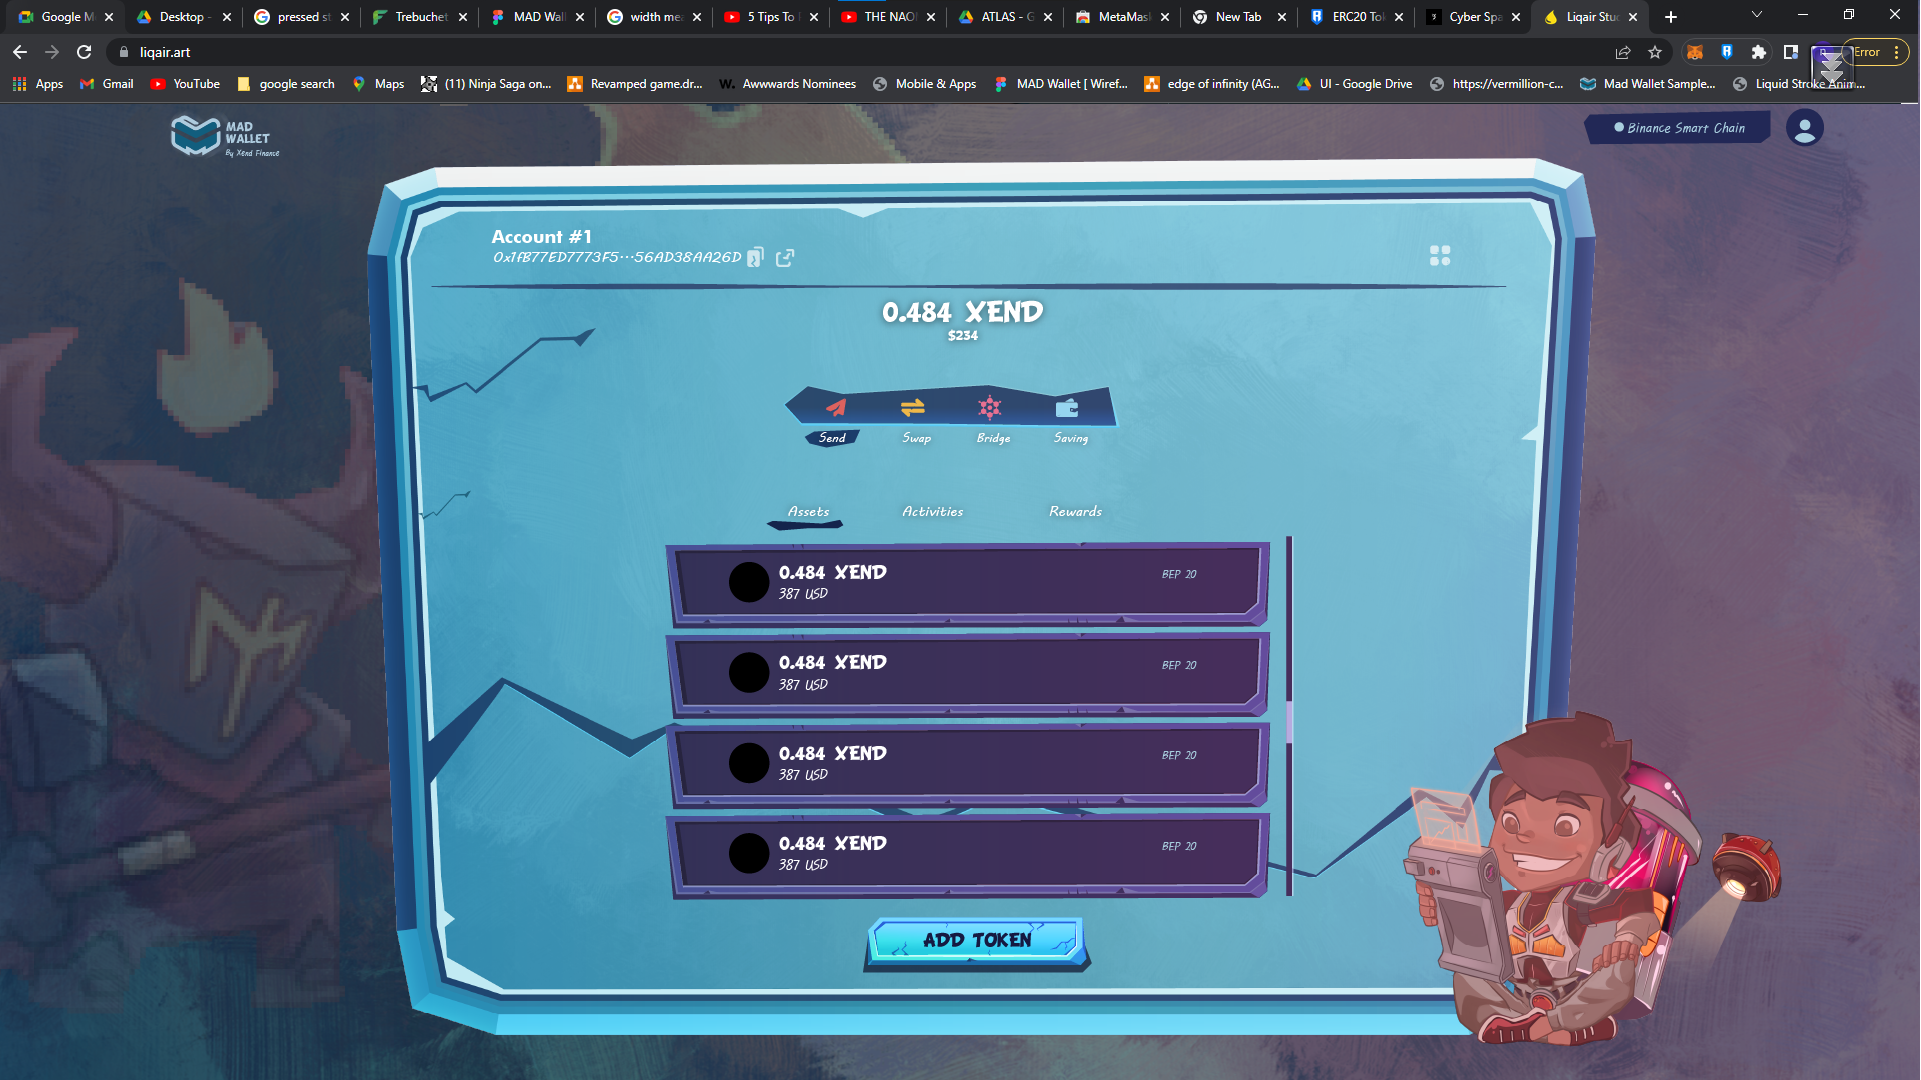 Google M
Desktop -
pressed st
Trebuchet
MAD Wal
width mea
5 Tips To
THE NAO
ATLAS - G
MetaMask
New Tab
ERC20 Tok
Cyber Spa
Liqair Stud
liqair.art
Error
Apps
Gmail
YouTube
google search
Maps
(11) Ninja Saga on...
Revamped game.dr...
W. Awwwards Nominees
Mobile & Apps
MAD Wallet [ Wiref...
edge of infinity (AG...
UI - Google Drive
https://vermillion-c...
Mad Wallet Sample...
Liquid Stroke Anim...
MAD
WALLET
By Xend Finance
Binance Smart Chain
Account #1
0x1fB77ED7773F5...56AD38AA26D
0.484 XEND
$234
Send
Swap
Bridge
Saving
Assets
Activities
Rewards
0.484 XEND
BEP 20
387 USD
0.484 XEND
BEP 20
387 USD
0.484 XEND
BEP 20
387 USD
0.484 XEND
BEP 20
387 USD
ADD TOKEN